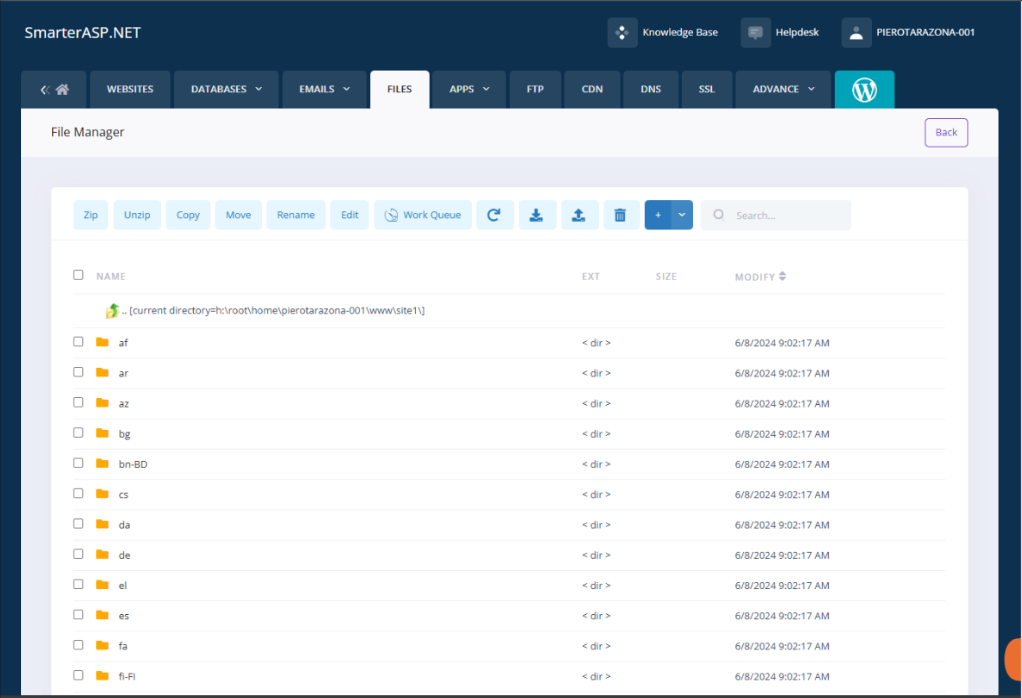 SmarterASP.NET
Knowledge Base
Helpdesk
PIEROTARAZONA-001
WEBSITES
DATABASES
EMAILS
FILES
APPS
FTP
CDN
DNS
SSL
ADVANCE
File Manager
Back
Zip
Unzip
Copy
Move
Rename
Edit
Work Queue
+
Search...
NAME EXT SIZE MODIFY
.. [current directory=h:\root\home\pierotarazona-001\www\site1\]
af < dir > 6/8/2024 9:02:17 AM
ar < dir > 6/8/2024 9:02:17 AM
az < dir > 6/8/2024 9:02:17 AM
bg < dir > 6/8/2024 9:02:17 AM
bn-BD < dir > 6/8/2024 9:02:17 AM
cs < dir > 6/8/2024 9:02:17 AM
da < dir > 6/8/2024 9:02:17 AM
de < dir > 6/8/2024 9:02:17 AM
el < dir > 6/8/2024 9:02:17 AM
es < dir > 6/8/2024 9:02:17 AM
fa < dir > 6/8/2024 9:02:17 AM
fi-FI < dir > 6/8/2024 9:02:17 AM